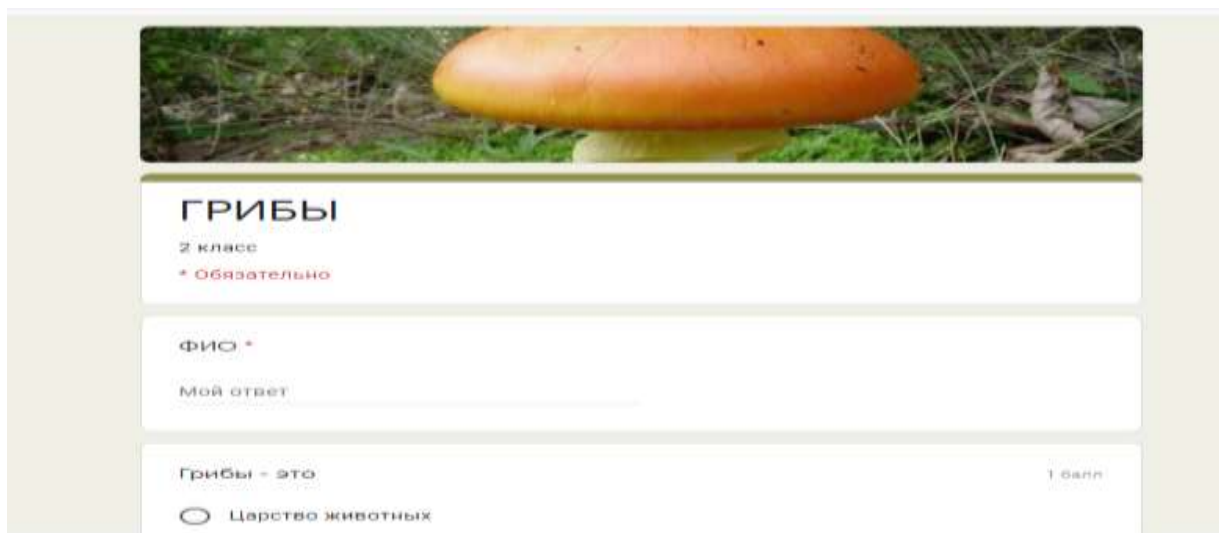 ГРИБЫ
2 класс
* Обязательно
ФИО *
Мой ответ
Грибы - это
1 балл
Царство животных